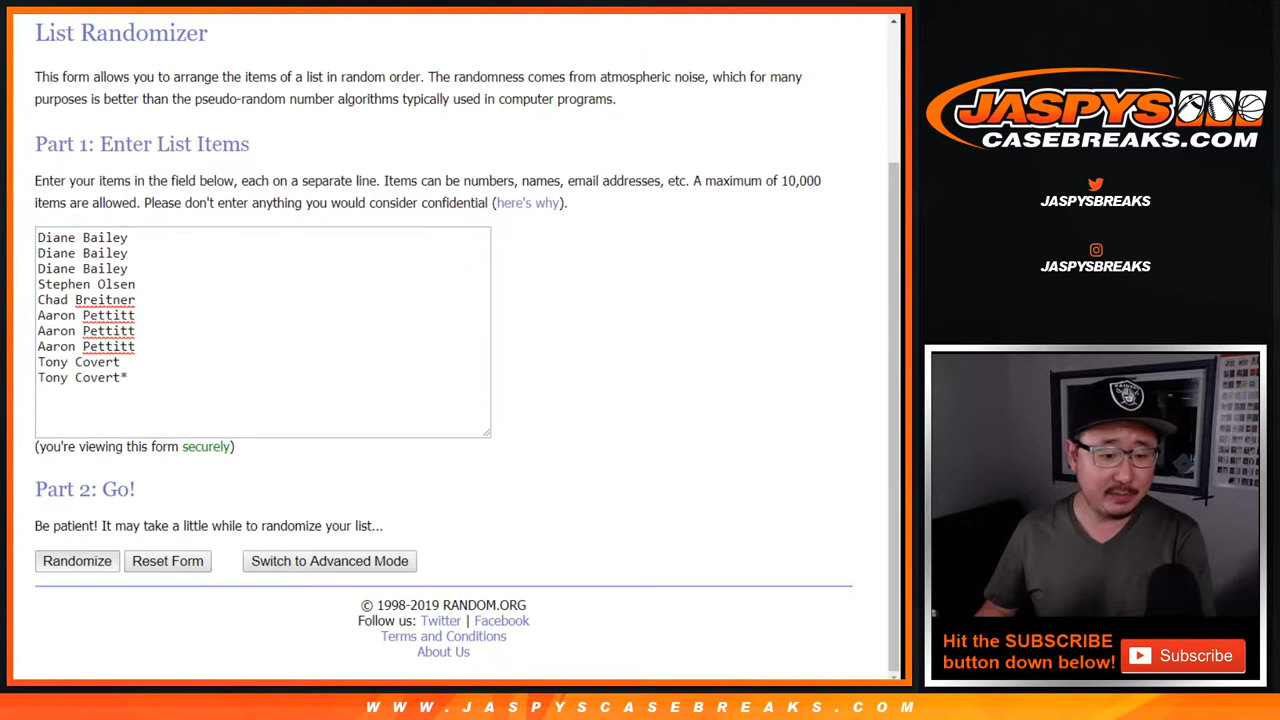 List Randomizer
This form allows you to arrange the items of a list in random order. The randomness comes from atmospheric noise, which for many
purposes is better than the pseudo-random number algorithms typically used in computer programs.
Part 1: Enter List Items
Enter your items in the field below, each on a separate line. Items can be numbers, names, email addresses, etc. A maximum of 10,000
items are allowed. Please don't enter anything you would consider confidential (here's why).
Diane Bailey
Diane Bailey
Diane Bailey
Stephen Olsen
Chad Breitner
Aaron Pettitt
Aaron Pettitt
Aaron Pettitt
Tony Covert
Tony Covert*
(you're viewing this form securely)
Part 2: Go!
Be patient! It may take a little while to randomize your list...
Randomize Reset Form Switch to Advanced Mode
© 1998-2019 RANDOM.ORG
Follow us: Twitter | Facebook
Terms and Conditions
About Us
JASPYS
CASEBREAKS.COM
JASPYSBREAKS
JASPYSBREAKS
RAIDERS
Hit the SUBSCRIBE
button down below!
Subscribe
WWW.JASPYSCASEBREAKS.COM